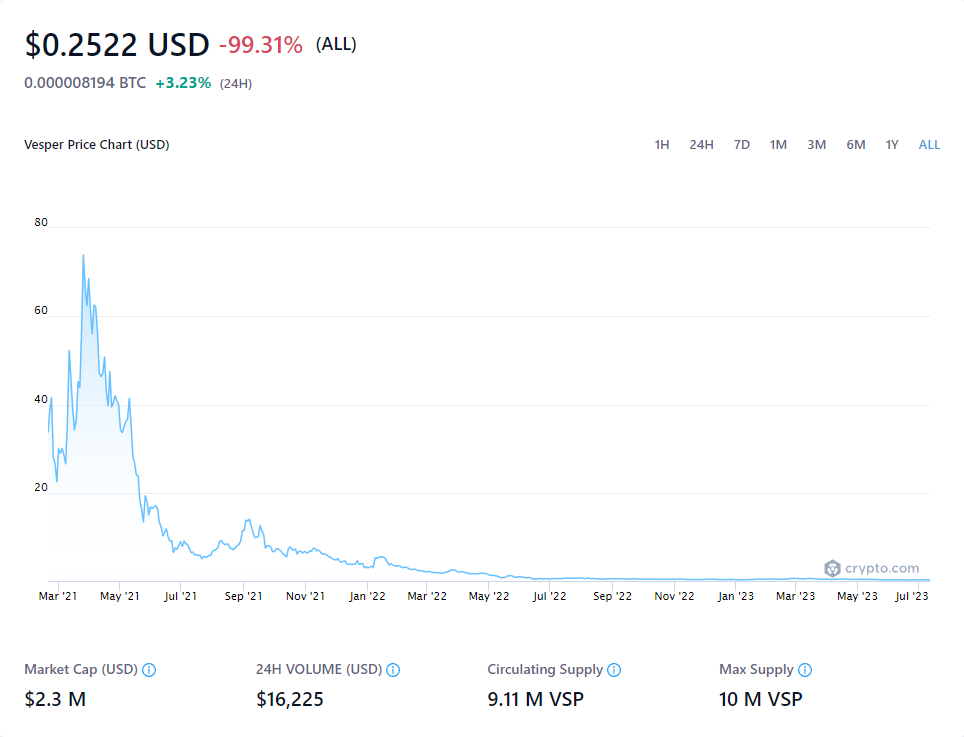 $0.2522 USD -99.31% (ALL)
0.000008194 BTC +3.23% (24H)
Vesper Price Chart (USD) 1H 24H 7D 1M 3M 6M 1Y ALL
80
60
40
20
crypto.com
Mar '21 May '21 Jul '21 Sep '21 Nov '21 Jan '22 Mar '22 May '22 Jul '22 Sep '22 Nov '22 Jan '23 Mar '23 May '23 Jul '23
Market Cap (USD) 24H VOLUME (USD) Circulating Supply Max Supply
$2.3 M $16,225 9.11 M VSP 10 M VSP